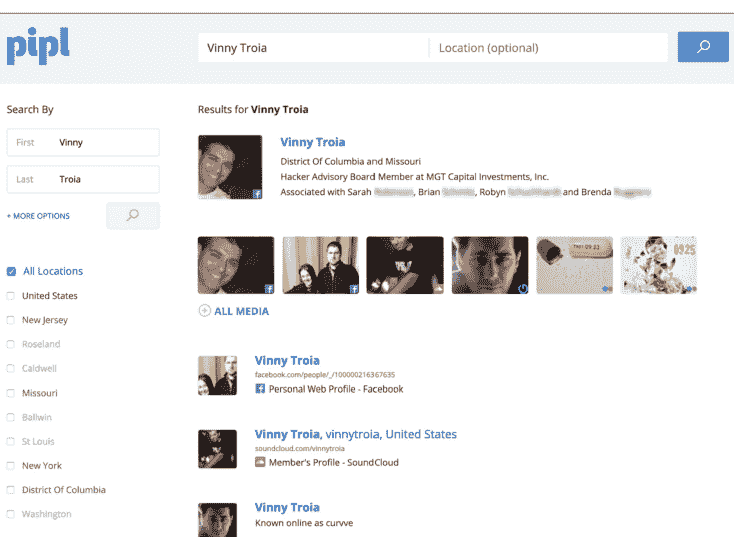 pipl
Vinny Troia
Location (optional)
Search By
First Vinny
Last Troia
+ MORE OPTIONS
All Locations
United States
New Jersey
Roseland
Caldwell
Missouri
Ballwin
St Louis
New York
District Of Columbia
Washington
Results for Vinny Troia
Vinny Troia
District Of Columbia and Missouri
Hacker Advisory Board Member at MGT Capital Investments, Inc.
Associated with Sarah , Brian , Robyn and Brenda
0925
ALL MEDIA
Vinny Troia
facebook.com/people/_/100000216367635
Personal Web Profile - Facebook
Vinny Troia, vinnytroia, United States
soundcloud.com/vinnytroia
Member's Profile - SoundCloud
Vinny Troia
Known online as curvve